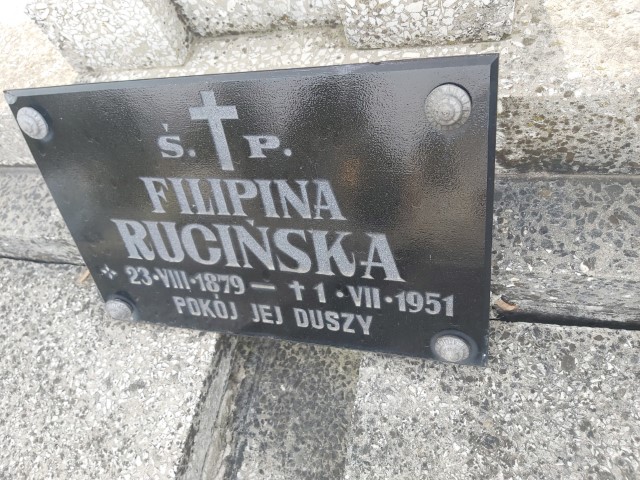 Ś. P.
FILIPINA
RUCIŃSKA
* 23·VIII·1879 — † 1·VII·1951
POKÓJ JEJ DUSZY